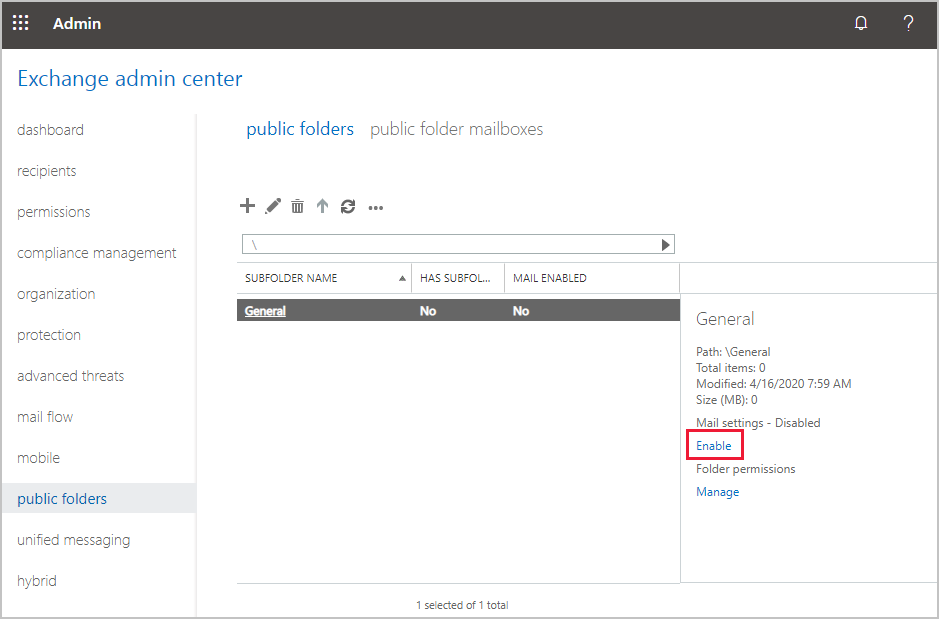 Admin
?
Exchange admin center
dashboard
recipients
permissions
compliance management
organization
protection
advanced threats
mail flow
mobile
public folders
unified messaging
hybrid
public folders public folder mailboxes
\
SUBFOLDER NAME HAS SUBFOL... MAIL ENABLED
General No No
General
Path: \General
Total items: 0
Modified: 4/16/2020 7:59 AM
Size (MB): 0
Mail settings - Disabled
Enable
Folder permissions
Manage
1 selected of 1 total